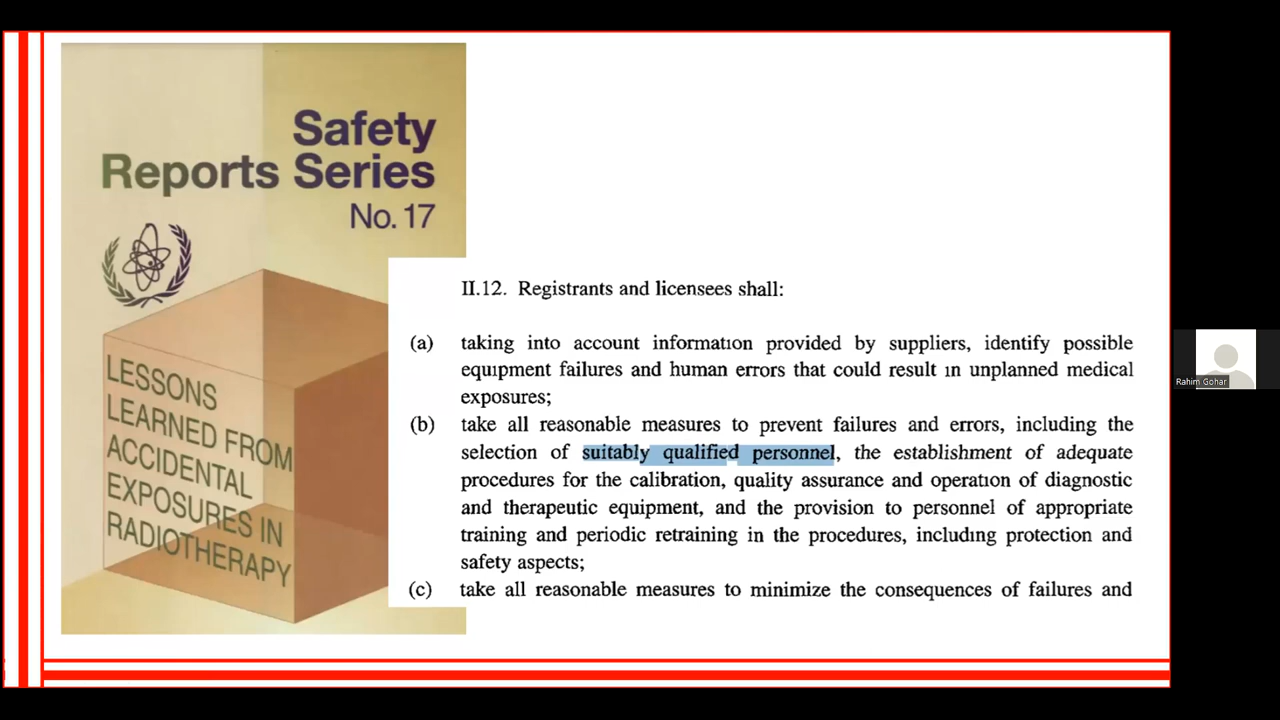 Safety
Reports Series
No. 17
LESSONS
LEARNED FROM
ACCIDENTAL
EXPOSURES IN
RADIOTHERAPY
II.12. Registrants and licensees shall:
(a) taking into account information provided by suppliers, identify possible
equipment failures and human errors that could result in unplanned medical
exposures;
(b) take all reasonable measures to prevent failures and errors, including the
selection of suitably qualified personnel, the establishment of adequate
procedures for the calibration, quality assurance and operation of diagnostic
and therapeutic equipment, and the provision to personnel of appropriate
training and periodic retraining in the procedures, including protection and
safety aspects;
(c) take all reasonable measures to minimize the consequences of failures and
Rahim Gohar